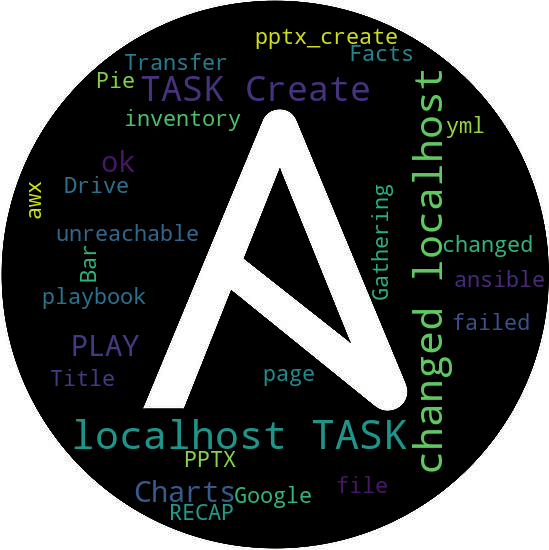 pptx_create
Facts
Transfer
Pie
TASK Create
inventory
yml
ok
Drive
awx
unreachable
Bar
Gathering
changed localhost
changed
ansible
playbook
failed
PLAY
Title
page
localhost TASK
PPTX
Charts
Google
file
RECAP